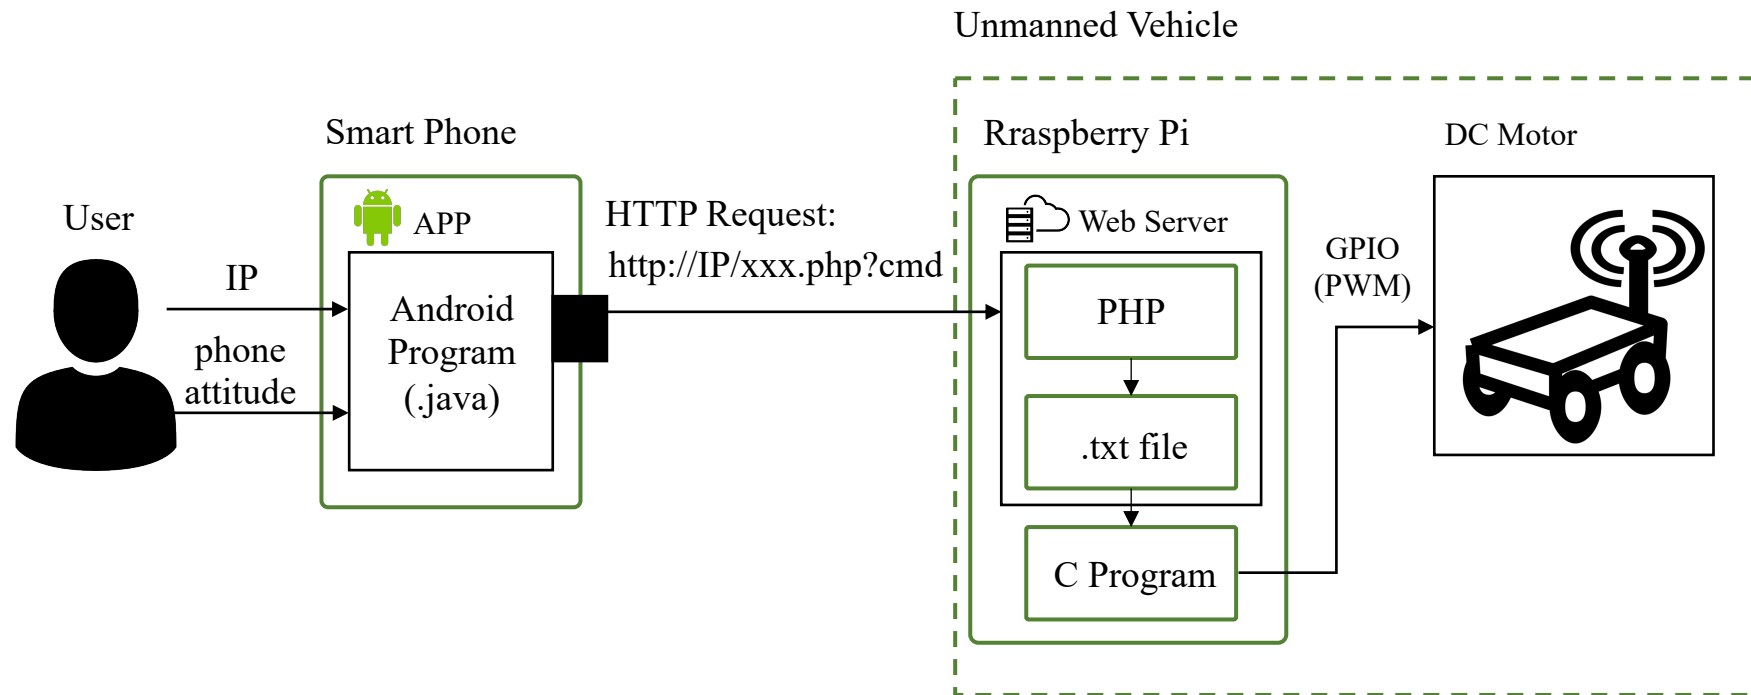 Unmanned Vehicle
Smart Phone
Rraspberry Pi
DC Motor
User
APP
HTTP Request:
http://IP/xxx.php?cmd
Web Server
IP
phone
attitude
Android
Program
(.java)
PHP
.txt file
C Program
GPIO
(PWM)